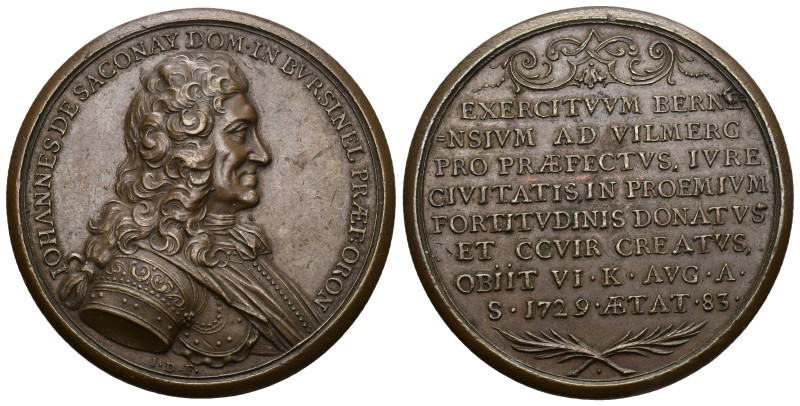 IOHANNES DE SACONAY DOM·IN BVRSINEL PRÆF·ORON
I·D·F·
EXERCITVVM BERNE=
=NSIVM AD VILMERG
PRO PRÆFECTVS, IVRE
CIVITATIS, IN PROEMIVM
FORTITVDINIS DONATVS
ET CCVIR CREATVS,
OBIIT VI·K·AVG·A·
S·1729·ÆTAT·83·